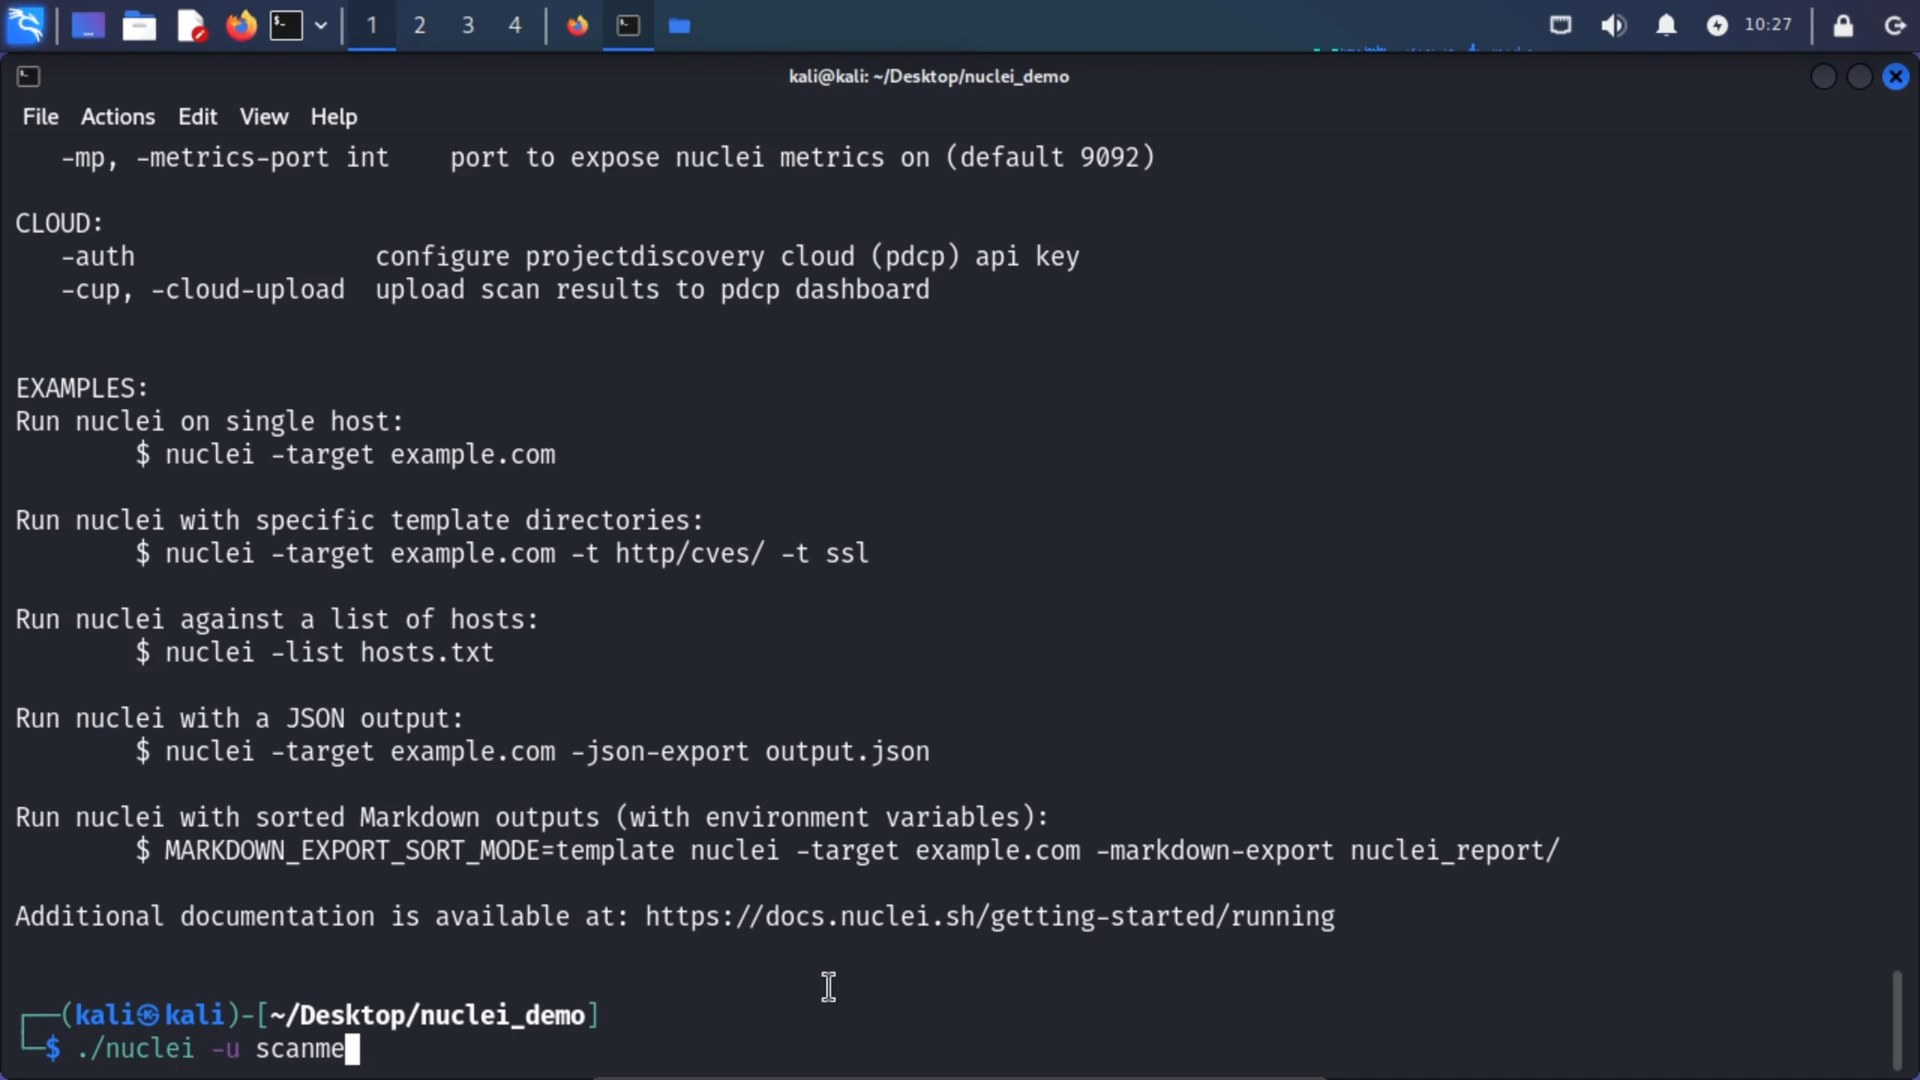 1 2 3 4 10:27
kali@kali: ~/Desktop/nuclei_demo
File Actions Edit View Help
-mp, -metrics-port int port to expose nuclei metrics on (default 9092)
CLOUD:
-auth configure projectdiscovery cloud (pdcp) api key
-cup, -cloud-upload upload scan results to pdcp dashboard
EXAMPLES:
Run nuclei on single host:
$ nuclei -target example.com
Run nuclei with specific template directories:
$ nuclei -target example.com -t http/cves/ -t ssl
Run nuclei against a list of hosts:
$ nuclei -list hosts.txt
Run nuclei with a JSON output:
$ nuclei -target example.com -json-export output.json
Run nuclei with sorted Markdown outputs (with environment variables):
$ MARKDOWN_EXPORT_SORT_MODE=template nuclei -target example.com -markdown-export nuclei_report/
Additional documentation is available at: https://docs.nuclei.sh/getting-started/running
┌──(kali㉿kali)-[~/Desktop/nuclei_demo]
└─$ ./nuclei -u scanme